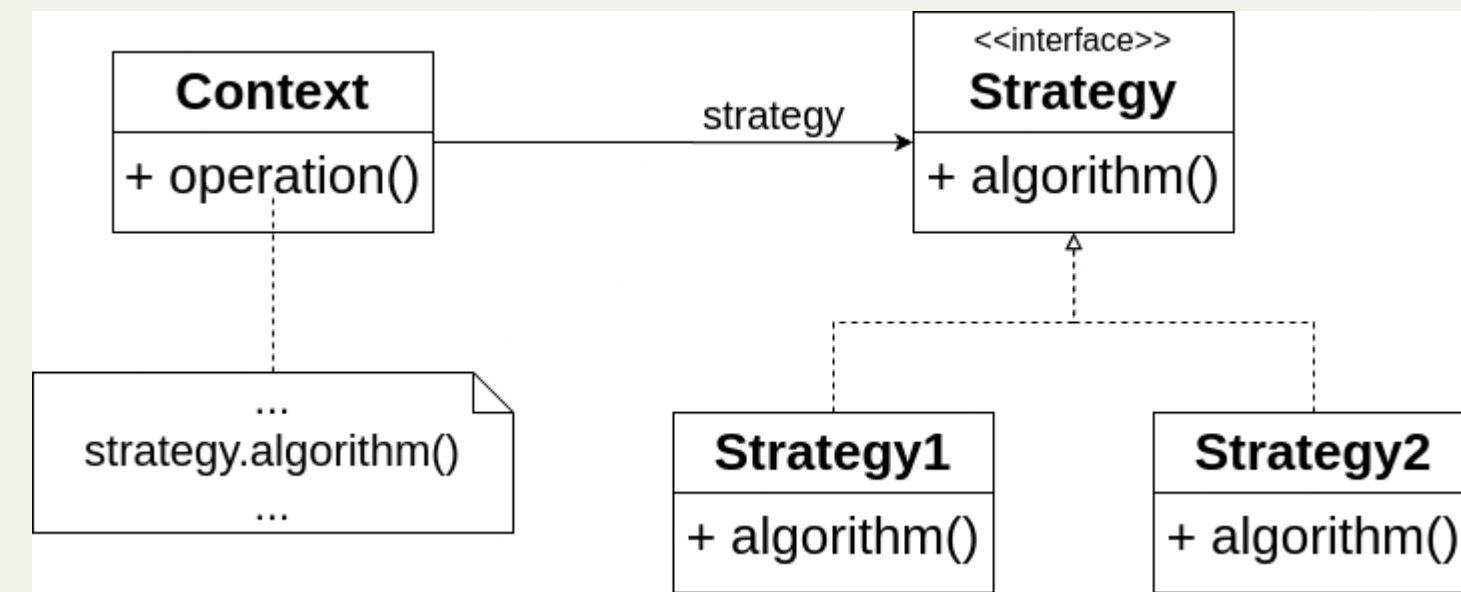 Context
+ operation()
strategy
<<interface>>
Strategy
+ algorithm()
...
strategy.algorithm()
...
Strategy1
+ algorithm()
Strategy2
+ algorithm()